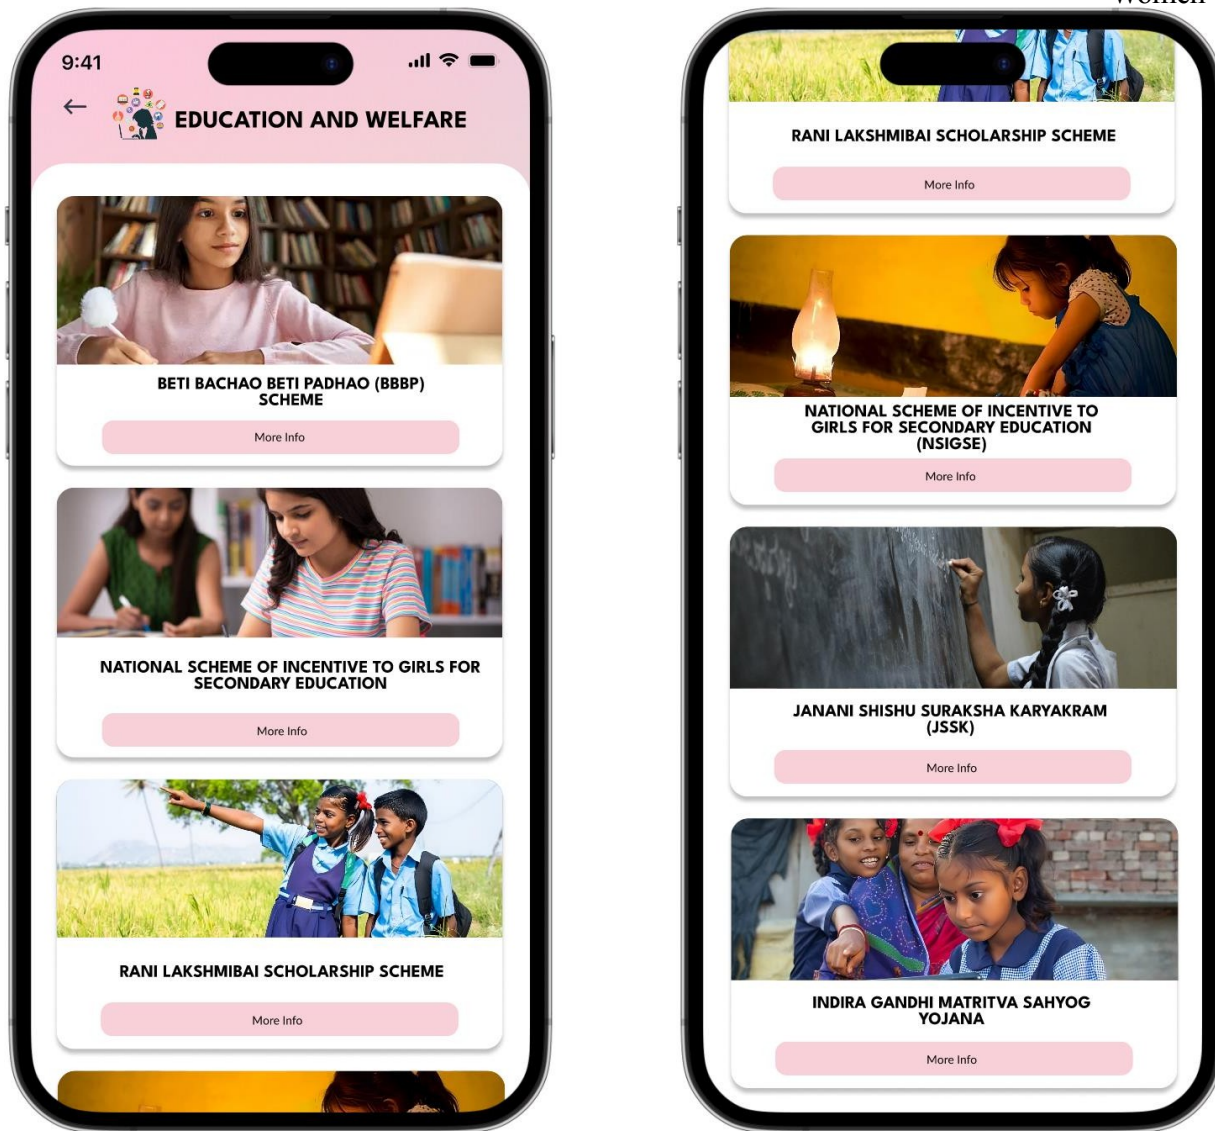 Women
9:41
EDUCATION AND WELFARE
BETI BACHAO BETI PADHAO (BBBP)
SCHEME
More Info
NATIONAL SCHEME OF INCENTIVE TO GIRLS FOR
SECONDARY EDUCATION
More Info
RANI LAKSHMIBAI SCHOLARSHIP SCHEME
More Info
RANI LAKSHMIBAI SCHOLARSHIP SCHEME
More Info
NATIONAL SCHEME OF INCENTIVE TO
GIRLS FOR SECONDARY EDUCATION
(NSIGSE)
More Info
JANANI SHISHU SURAKSHA KARYAKRAM
(JSSK)
More Info
INDIRA GANDHI MATRITVA SAHYOG
YOJANA
More Info